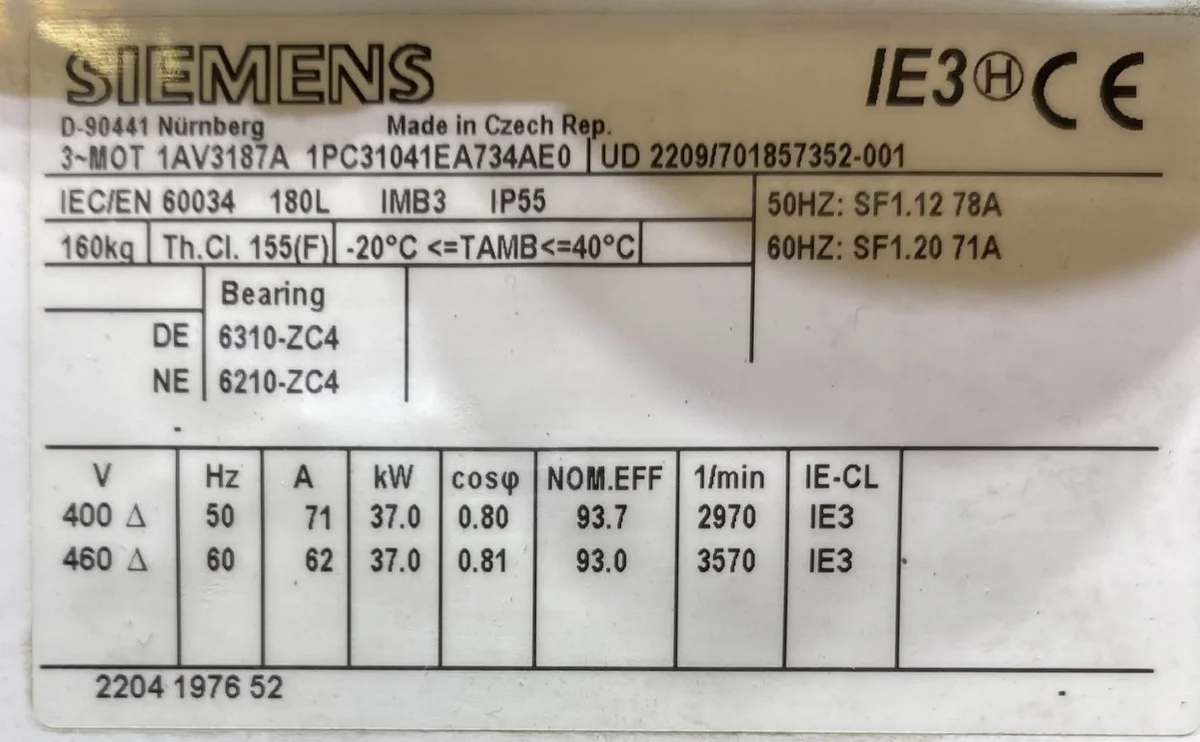 SIEMENS IE3 H CE
D-90441 Nürnberg Made in Czech Rep.
3~MOT 1AV3187A 1PC31041EA734AE0 UD 2209/701857352-001
IEC/EN 60034 180L IMB3 IP55
160kg Th.Cl. 155(F) -20°C <=TAMB<=40°C
50HZ: SF1.12 78A
60HZ: SF1.20 71A
Bearing
DE 6310-ZC4
NE 6210-ZC4
V Hz A kW cosφ NOM.EFF 1/min IE-CL
400 Δ 50 71 37.0 0.80 93.7 2970 IE3
460 Δ 60 62 37.0 0.81 93.0 3570 IE3
2204 1976 52